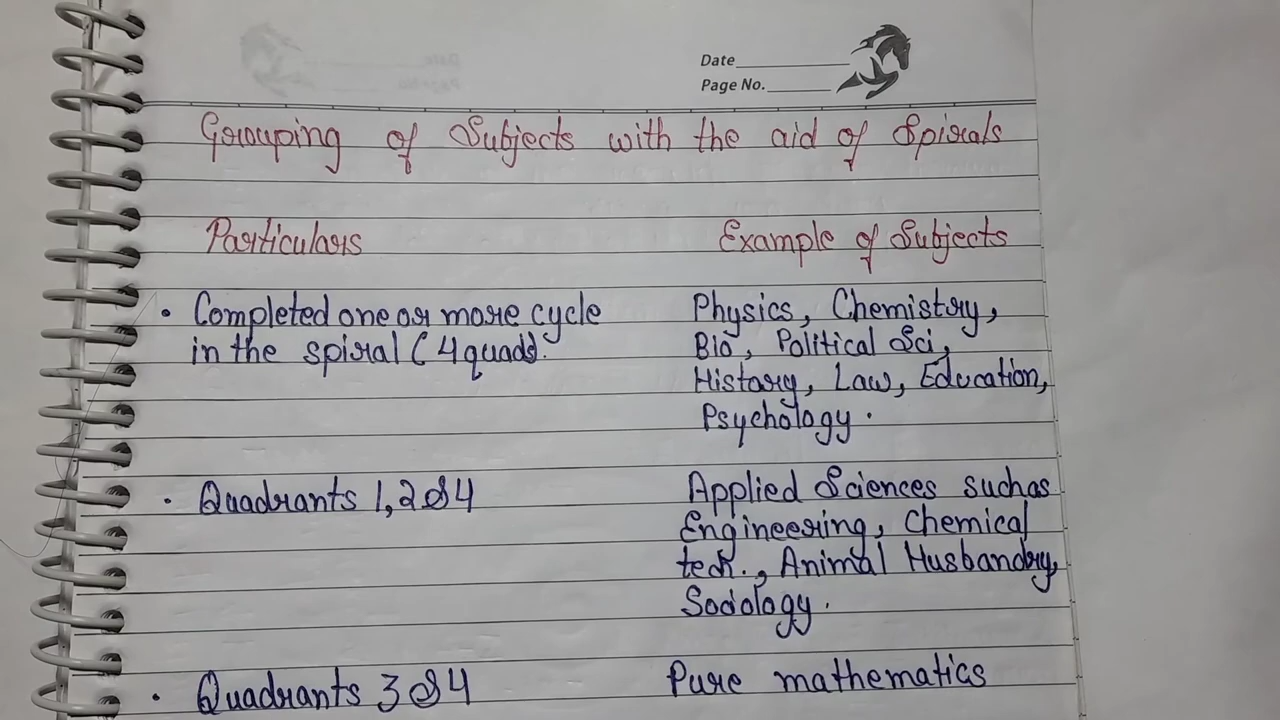 Date
Page No.
Grouping of Subjects with the aid of Spirals
Particulars Example of Subjects
• Completed one or more cycle Physics, Chemistry,
in the spiral (4 quads). Bio, Political Sci,
History, Law, Education,
Psychology.
• Quadrants 1, 2 & 4 Applied Sciences such as
Engineering, Chemical
tech., Animal Husbandry,
Sociology.
• Quadrants 3 & 4 Pure mathematics